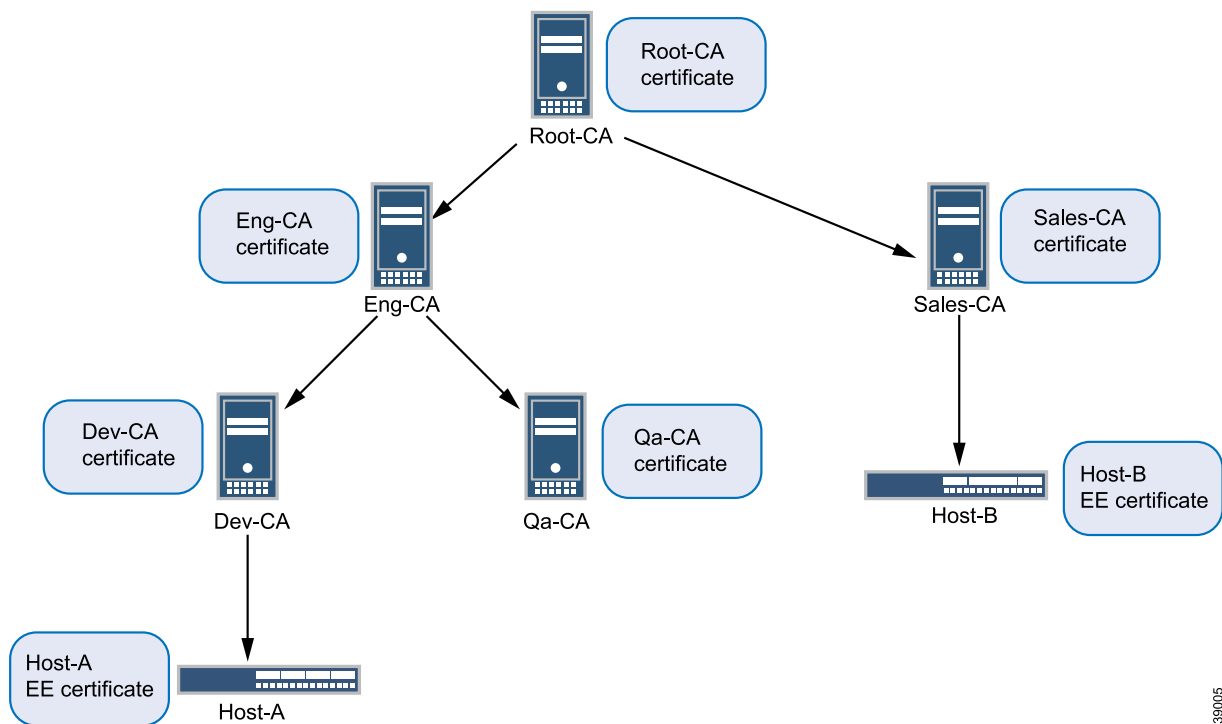 Root-CA
certificate
Root-CA
Eng-CA
certificate
Sales-CA
certificate
Eng-CA
Sales-CA
Dev-CA
certificate
Qa-CA
certificate
Host-B
EE certificate
Dev-CA
Qa-CA
Host-B
Host-A
EE certificate
Host-A
39005